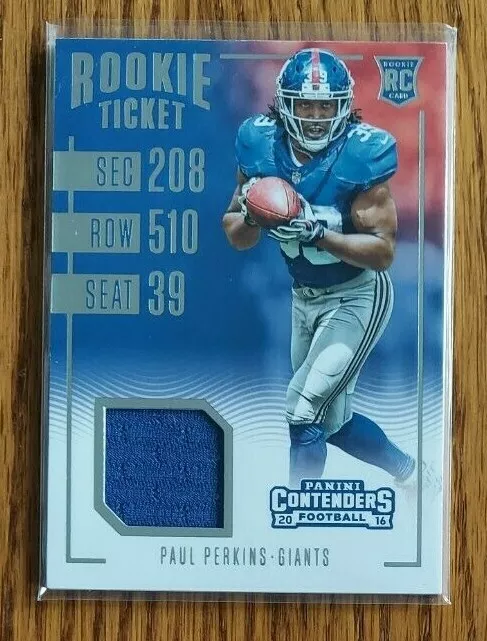 ROOKIE
TICKET
ROOKIE
RC
CARD
SEC 208
ROW 510
SEAT 39
39
PANINI
CONTENDERS
20 FOOTBALL 16
PAUL PERKINS·GIANTS